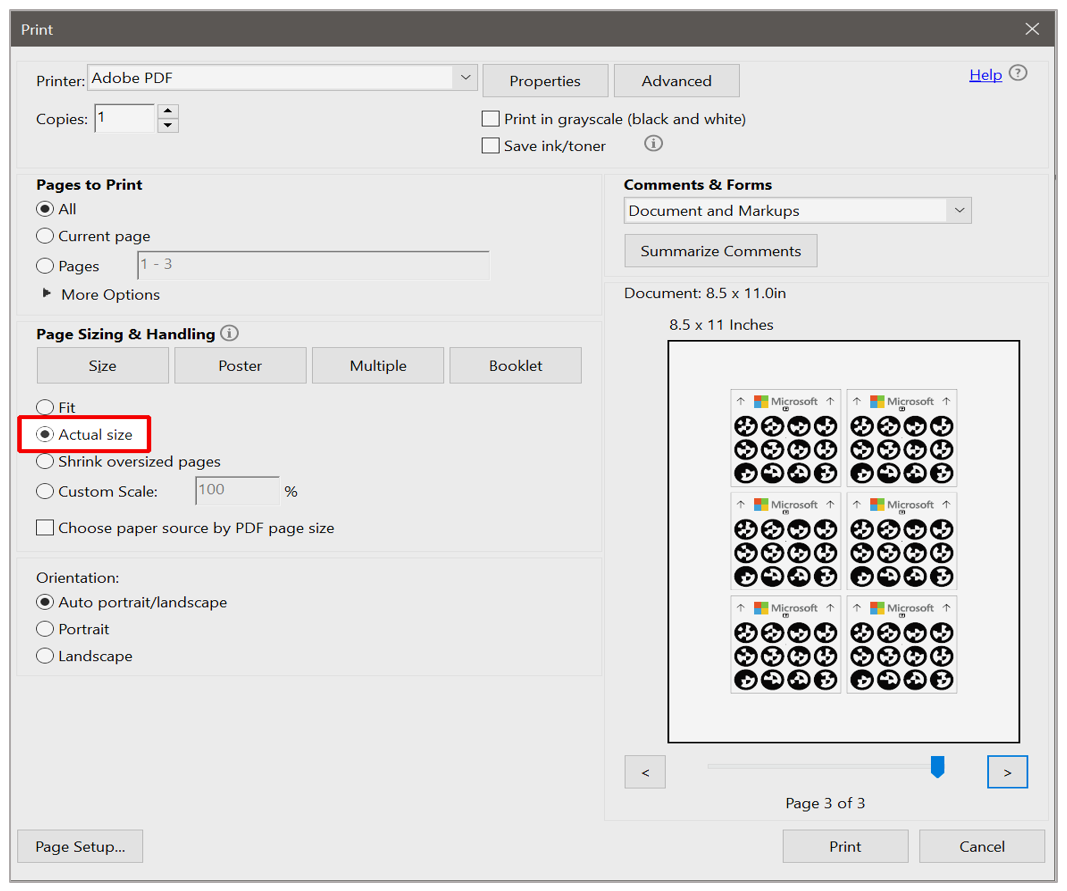 Print
Printer: Adobe PDF Properties Advanced Help ?
Copies: 1 Print in grayscale (black and white)
Save ink/toner i
Pages to Print
All
Current page
Pages 1 - 3
More Options
Page Sizing & Handling i
Size Poster Multiple Booklet
Fit
Actual size
Shrink oversized pages
Custom Scale: 100 %
Choose paper source by PDF page size
Orientation:
Auto portrait/landscape
Portrait
Landscape
Comments & Forms
Document and Markups
Summarize Comments
Document: 8.5 x 11.0in
8.5 x 11 Inches
↑ Microsoft ↑ ↑ Microsoft ↑
↑ Microsoft ↑ ↑ Microsoft ↑
↑ Microsoft ↑ ↑ Microsoft ↑
< >
Page 3 of 3
Page Setup... Print Cancel